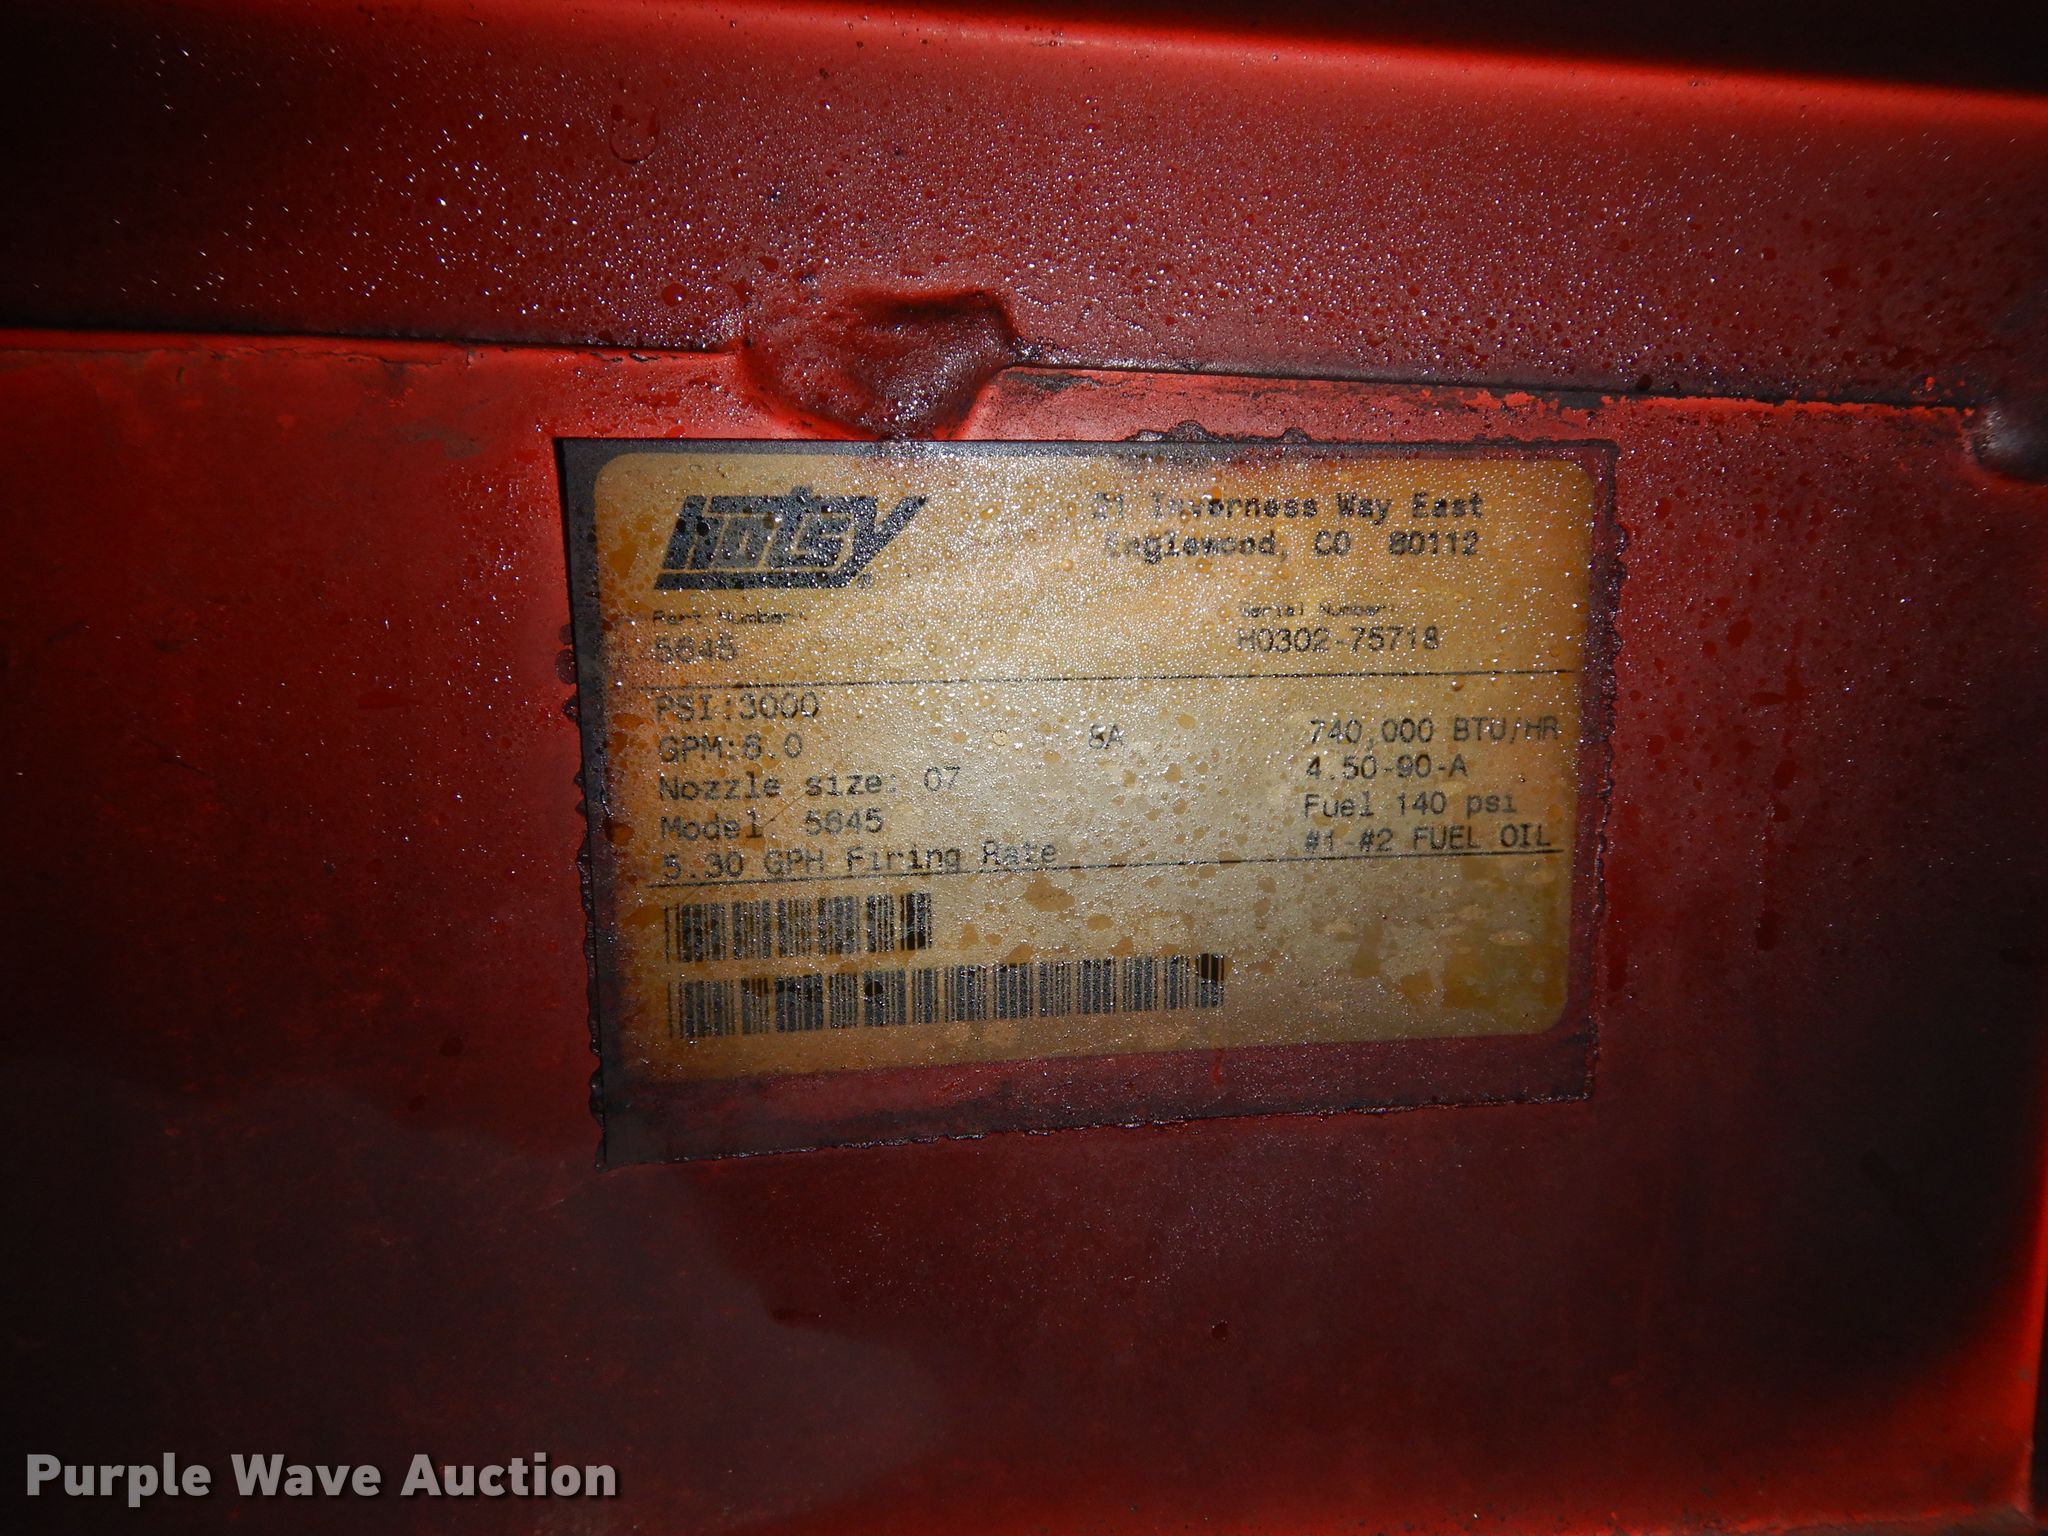 Hotsy
21 Inverness Way East
Englewood, CO 80112
Part Number:
Serial Number:
5645
H0302-75718
PSI:3000
GPM:6.0
8A
740,000 BTU/HR
Nozzle size: 07
4.50-90-A
Model: 5645
Fuel 140 psi
5.30 GPH Firing Rate
#1-#2 FUEL OIL
Purple Wave Auction